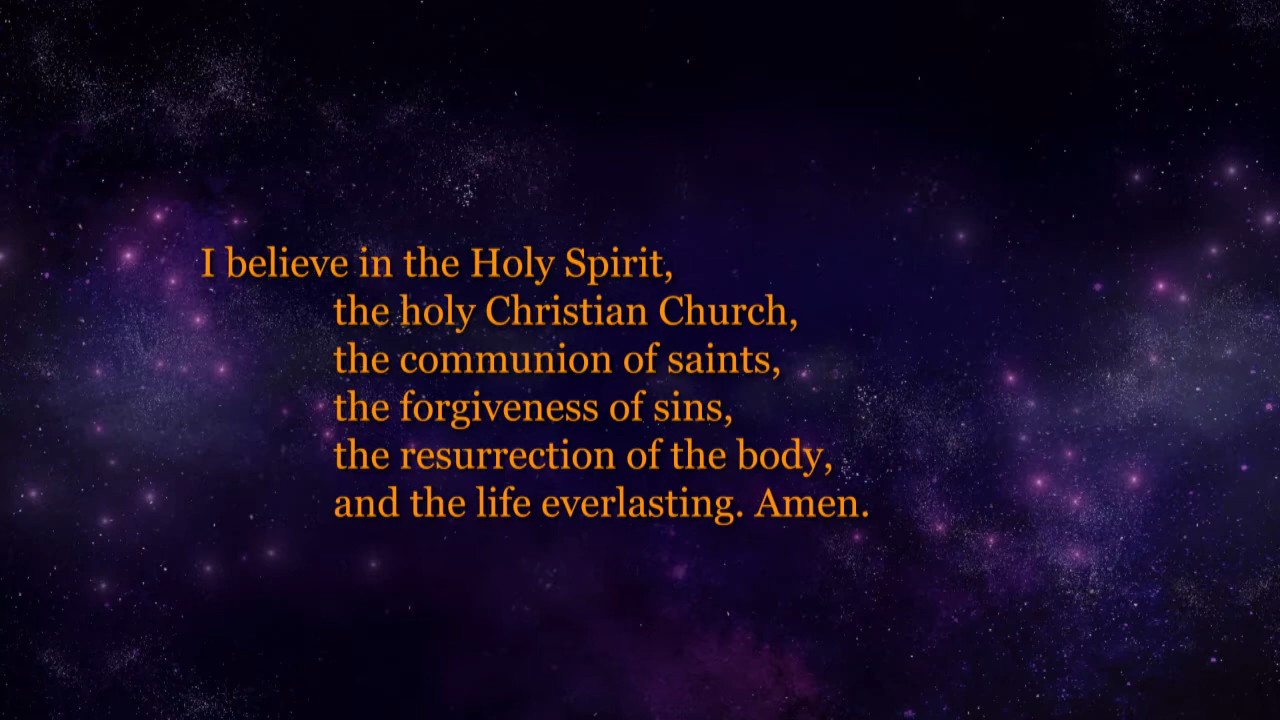 I believe in the Holy Spirit,
the holy Christian Church,
the communion of saints,
the forgiveness of sins,
the resurrection of the body,
and the life everlasting. Amen.